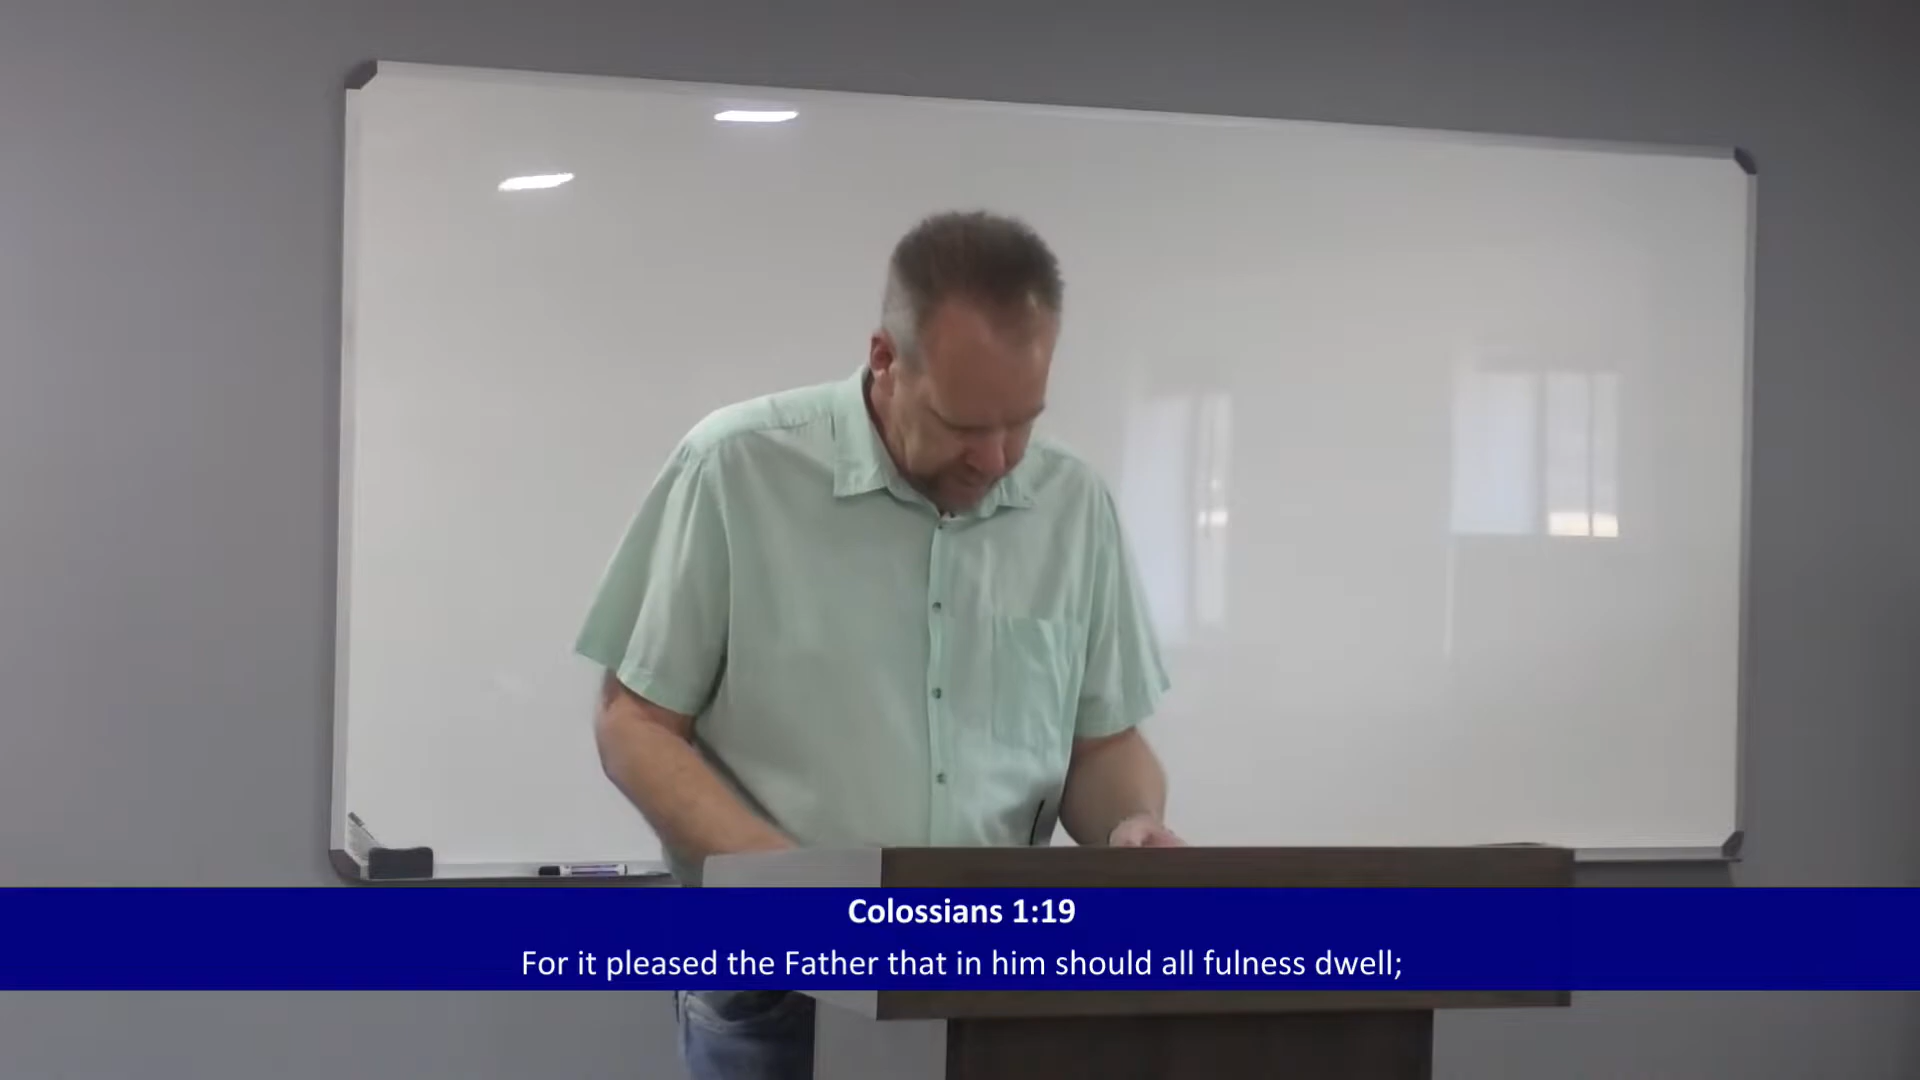 Colossians 1:19
For it pleased the Father that in him should all fulness dwell;